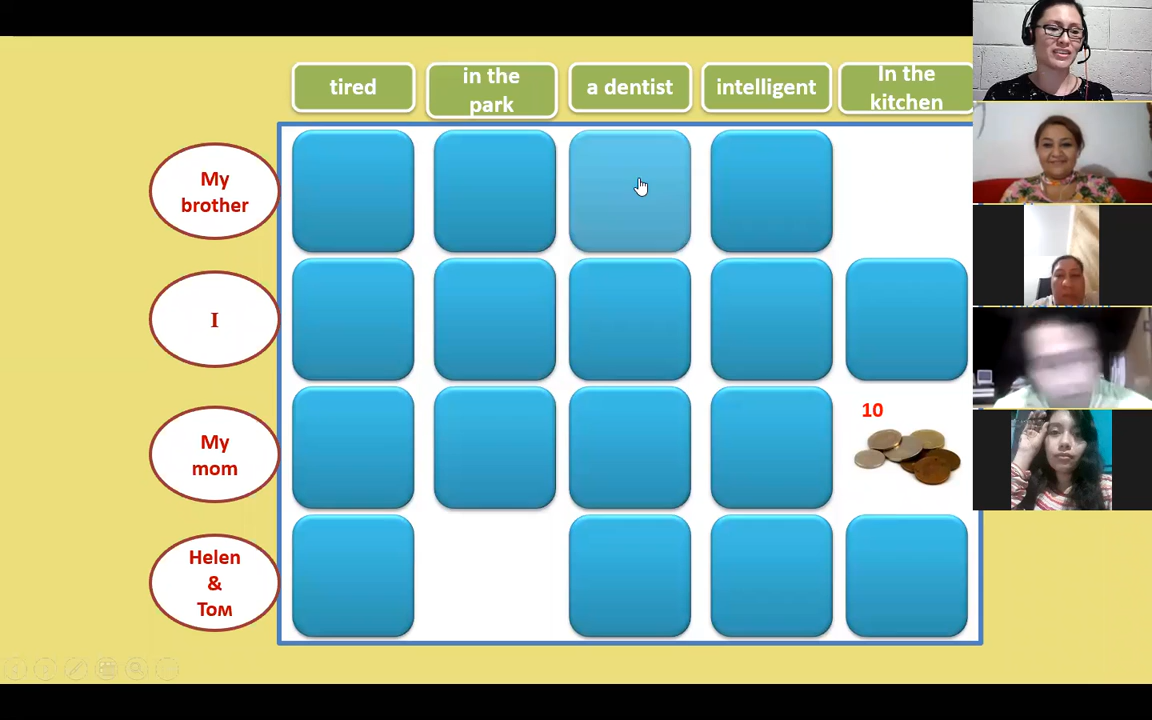 tired
in the
park
a dentist
intelligent
In the
kitchen
My
brother
I
My
mom
10
Helen
&
Tom